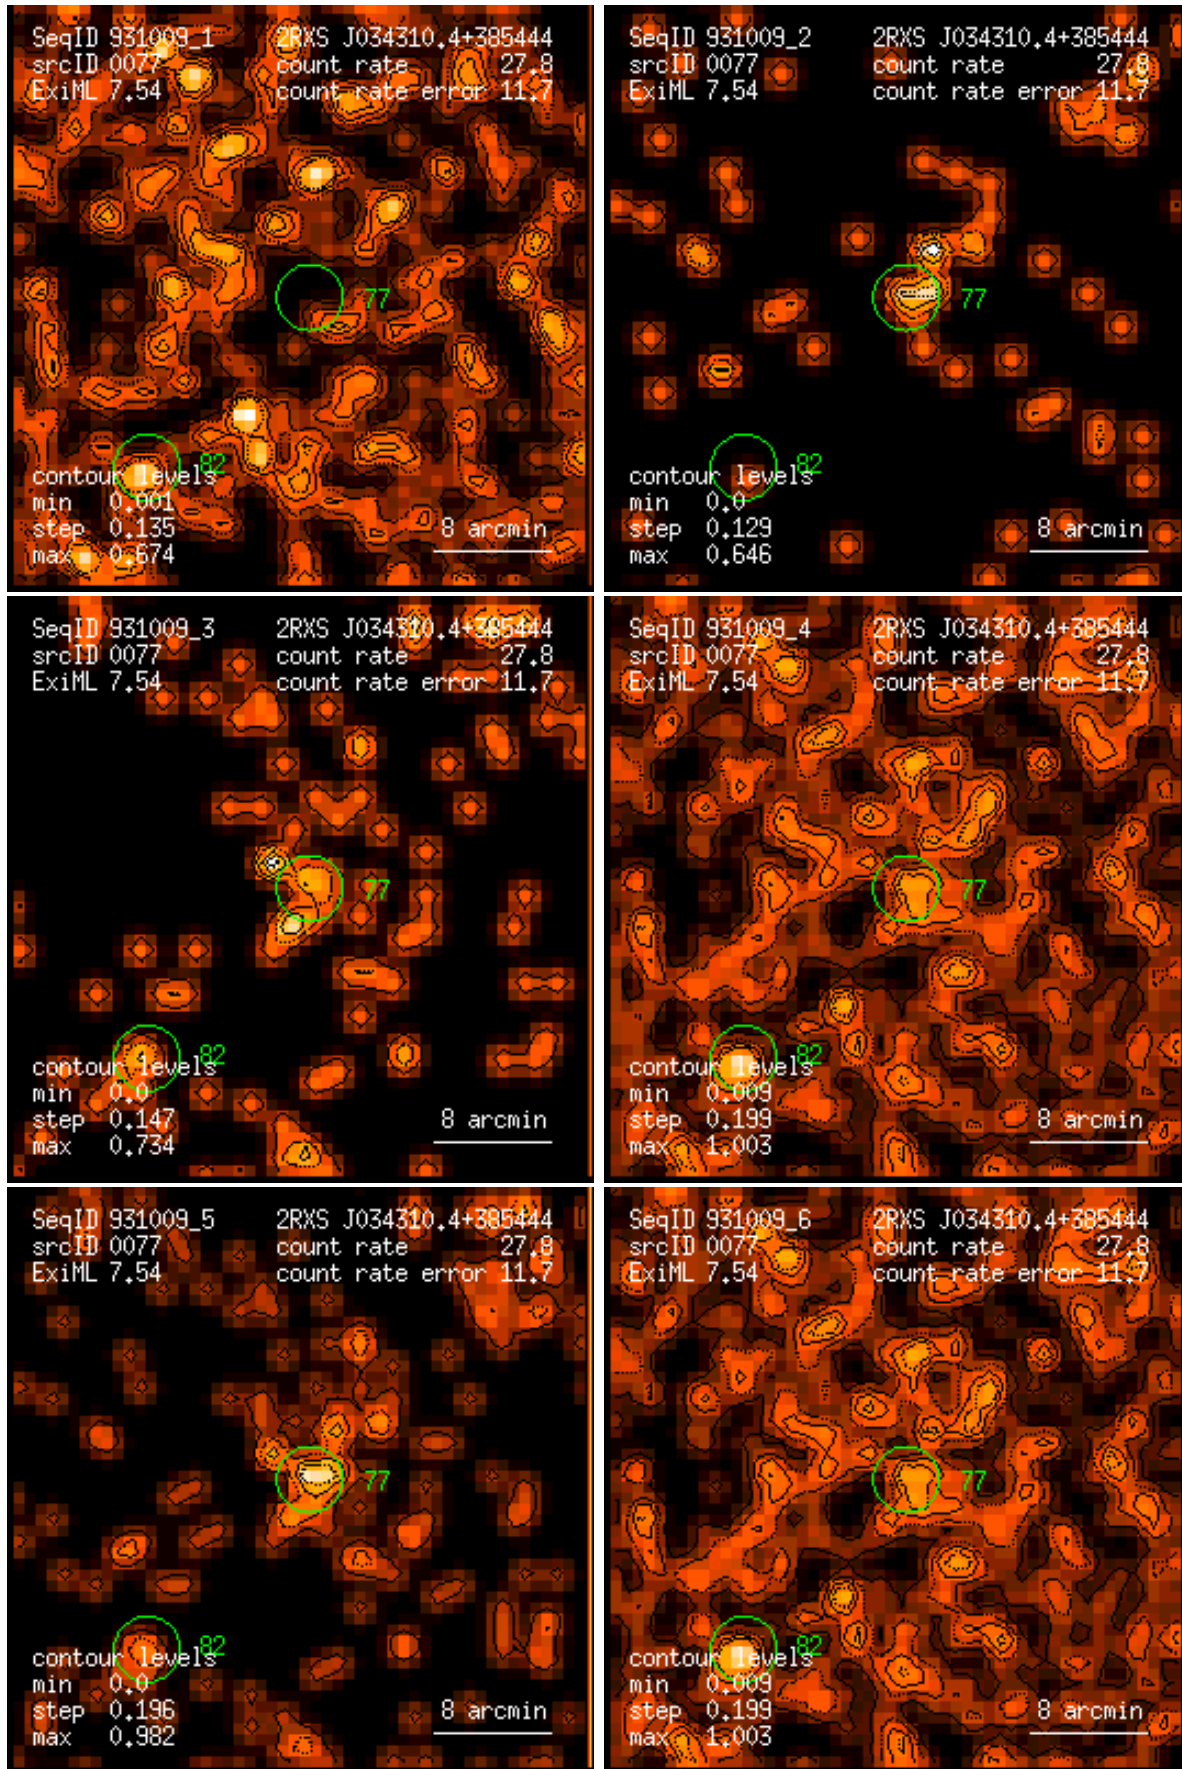 SeqID 931009_1 2RXS J034310.4+385444
srcID 0077 count rate 27.8
ExiML 7.54 count rate error 11.7
77
82
contour levels
min 0.001
step 0.135 8 arcmin
max 0.674
SeqID 931009_2 2RXS J034310.4+385444
srcID 0077 count rate 27.8
ExiML 7.54 count rate error 11.7
77
82
contour levels
min 0.0
step 0.129 8 arcmin
max 0.646
SeqID 931009_3 2RXS J034310.4+385444
srcID 0077 count rate 27.8
ExiML 7.54 count rate error 11.7
77
82
contour levels
min 0.0
step 0.147 8 arcmin
max 0.734
SeqID 931009_4 2RXS J034310.4+385444
srcID 0077 count rate 27.8
ExiML 7.54 count rate error 11.7
77
82
contour levels
min 0.009
step 0.199 8 arcmin
max 1.003
SeqID 931009_5 2RXS J034310.4+385444
srcID 0077 count rate 27.8
ExiML 7.54 count rate error 11.7
77
82
contour levels
min 0.0
step 0.196 8 arcmin
max 0.982
SeqID 931009_6 2RXS J034310.4+385444
srcID 0077 count rate 27.8
ExiML 7.54 count rate error 11.7
77
82
contour levels
min 0.009
step 0.199 8 arcmin
max 1.003